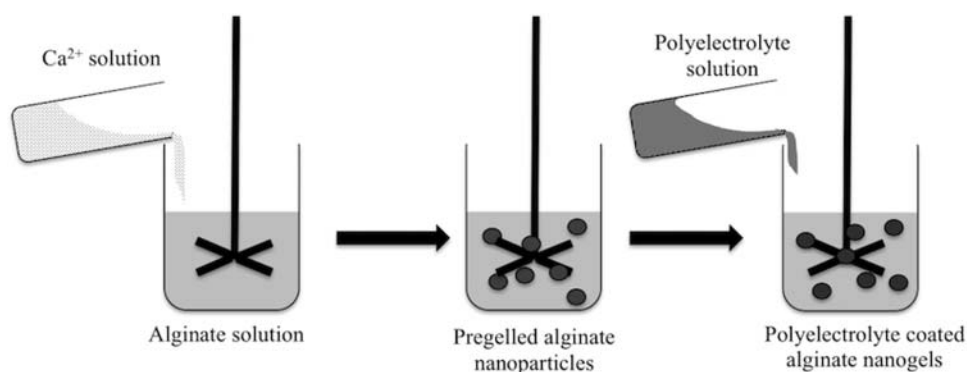 Ca²⁺ solution
Polyelectrolyte
solution
Alginate solution
Pregelled alginate
nanoparticles
Polyelectrolyte coated
alginate nanogels